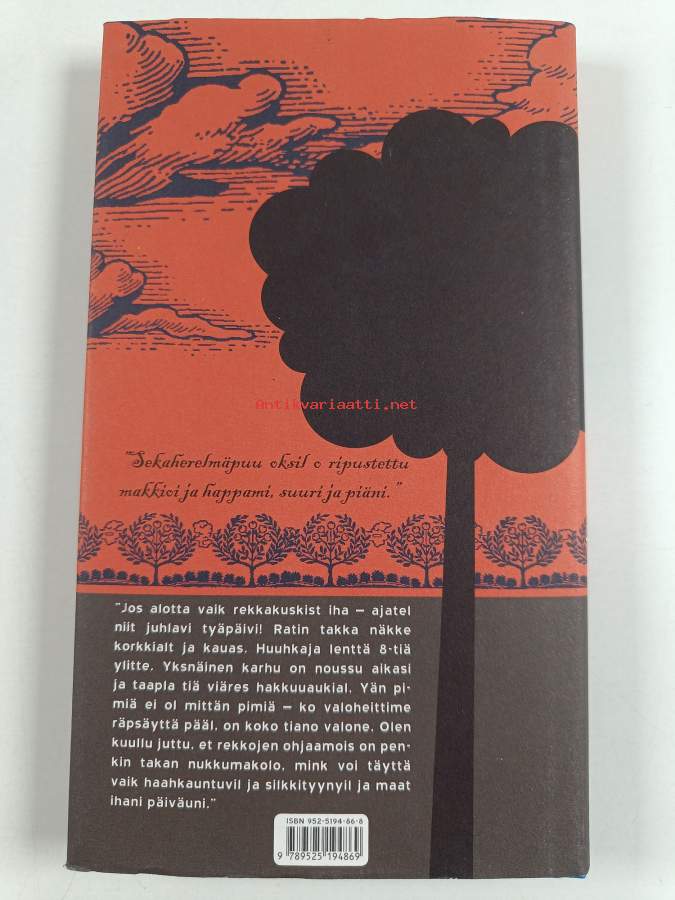 Antikvariaatti.net
"Sekaherelmäpuu oksil o ripustettu
makkioi ja happami, suuri ja piäni."
"Jos alotta vaik rekkakuskist iha – ajatel
niit juhlavi tyäpäivi! Ratin takka näkke
korkkialt ja kauas. Huuhkaja lenttä 8-tiä
ylitte. Yksnäinen karhu on noussu aikasi
ja taapla tiä viäres hakkuuaukial. Yän pi-
miä ei ol mittän pimiä – ko valoheittime
räpsäyttä pääl, on koko tiano valone. Olen
kuullu juttu, et rekkojen ohjaamois on pen-
kin takan nukkumakolo, mink voi täyttä
vaik haahkauntuvil ja silkkityynyil ja maat
ihani päiväuni."
ISBN 952-5194-86-8
9 789525 194869